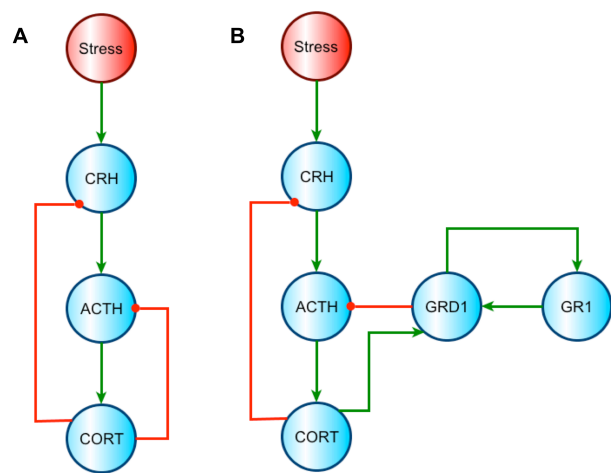 A
Stress
CRH
ACTH
CORT
B
Stress
CRH
ACTH
GRD1
GR1
CORT